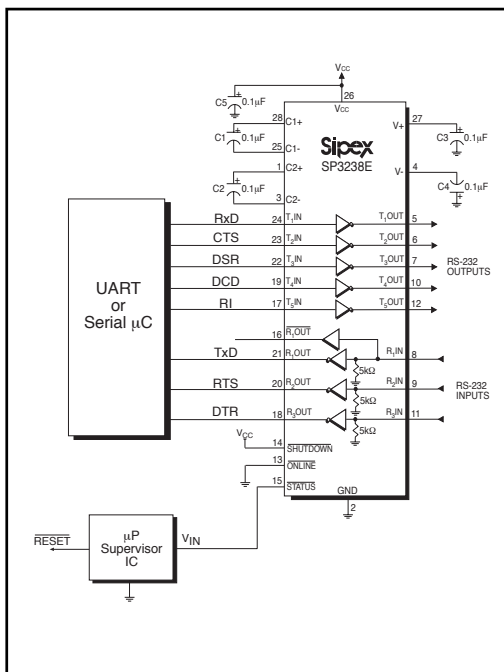 VCC
26
VCC
C5 + 0.1µF
28 C1+
C1 + 0.1µF
25 C1-
1 C2+
C2 + 0.1µF
3 C2-
Sipex
SP3238E
V+ 27
C3 + 0.1µF
V- 4
C4 0.1µF +
UART
or
Serial µC
RxD 24 T1IN T1OUT 5
CTS 23 T2IN T2OUT 6
DSR 22 T3IN T3OUT 7
DCD 19 T4IN T4OUT 10
RI 17 T5IN T5OUT 12
RS-232
OUTPUTS
16 R1OUT
TxD 21 R1OUT R1IN 8
5kΩ
RTS 20 R2OUT R2IN 9
5kΩ
DTR 18 R3OUT R3IN 11
5kΩ
RS-232
INPUTS
VCC
14 SHUTDOWN
13 ONLINE
15 STATUS
GND
2
RESET
µP
Supervisor
IC
VIN